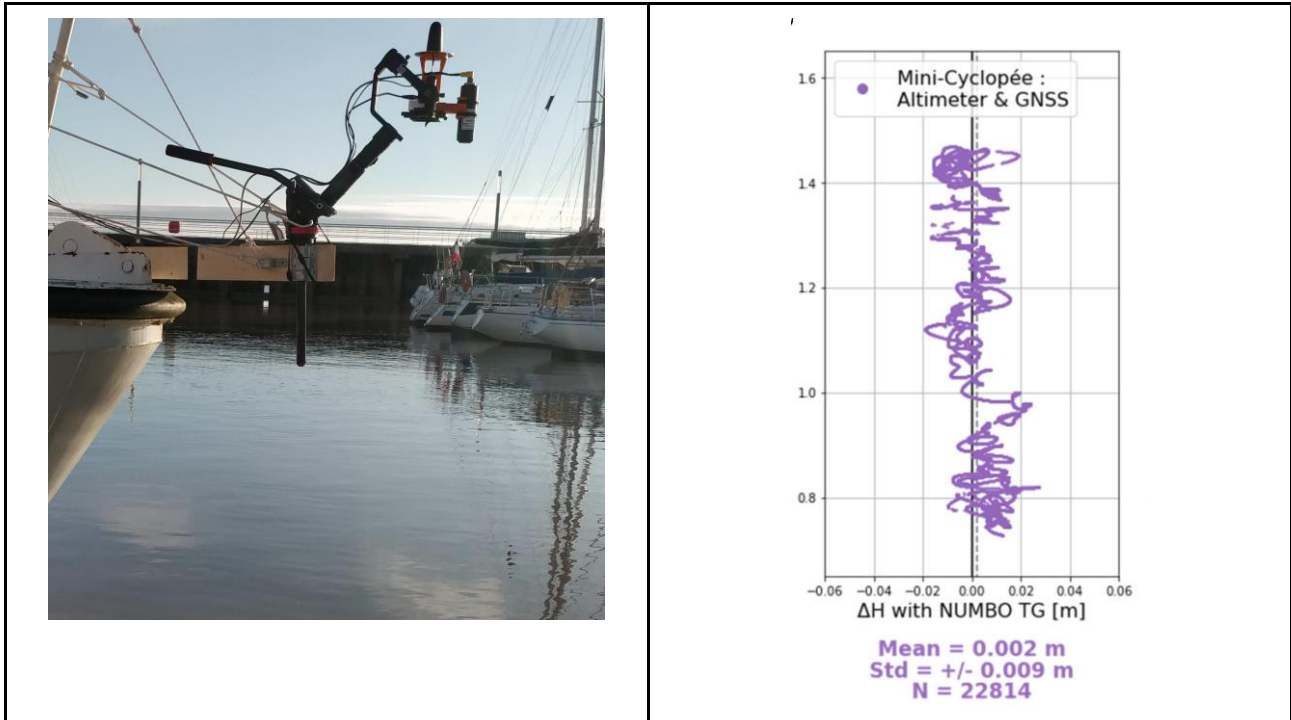 1.6
Mini-Cyclopée :
Altimeter & GNSS
1.4
1.2
1.0
0.8
−0.06 −0.04 −0.02 0.00 0.02 0.04 0.06
ΔH with NUMBO TG [m]
Mean = 0.002 m
Std = +/- 0.009 m
N = 22814